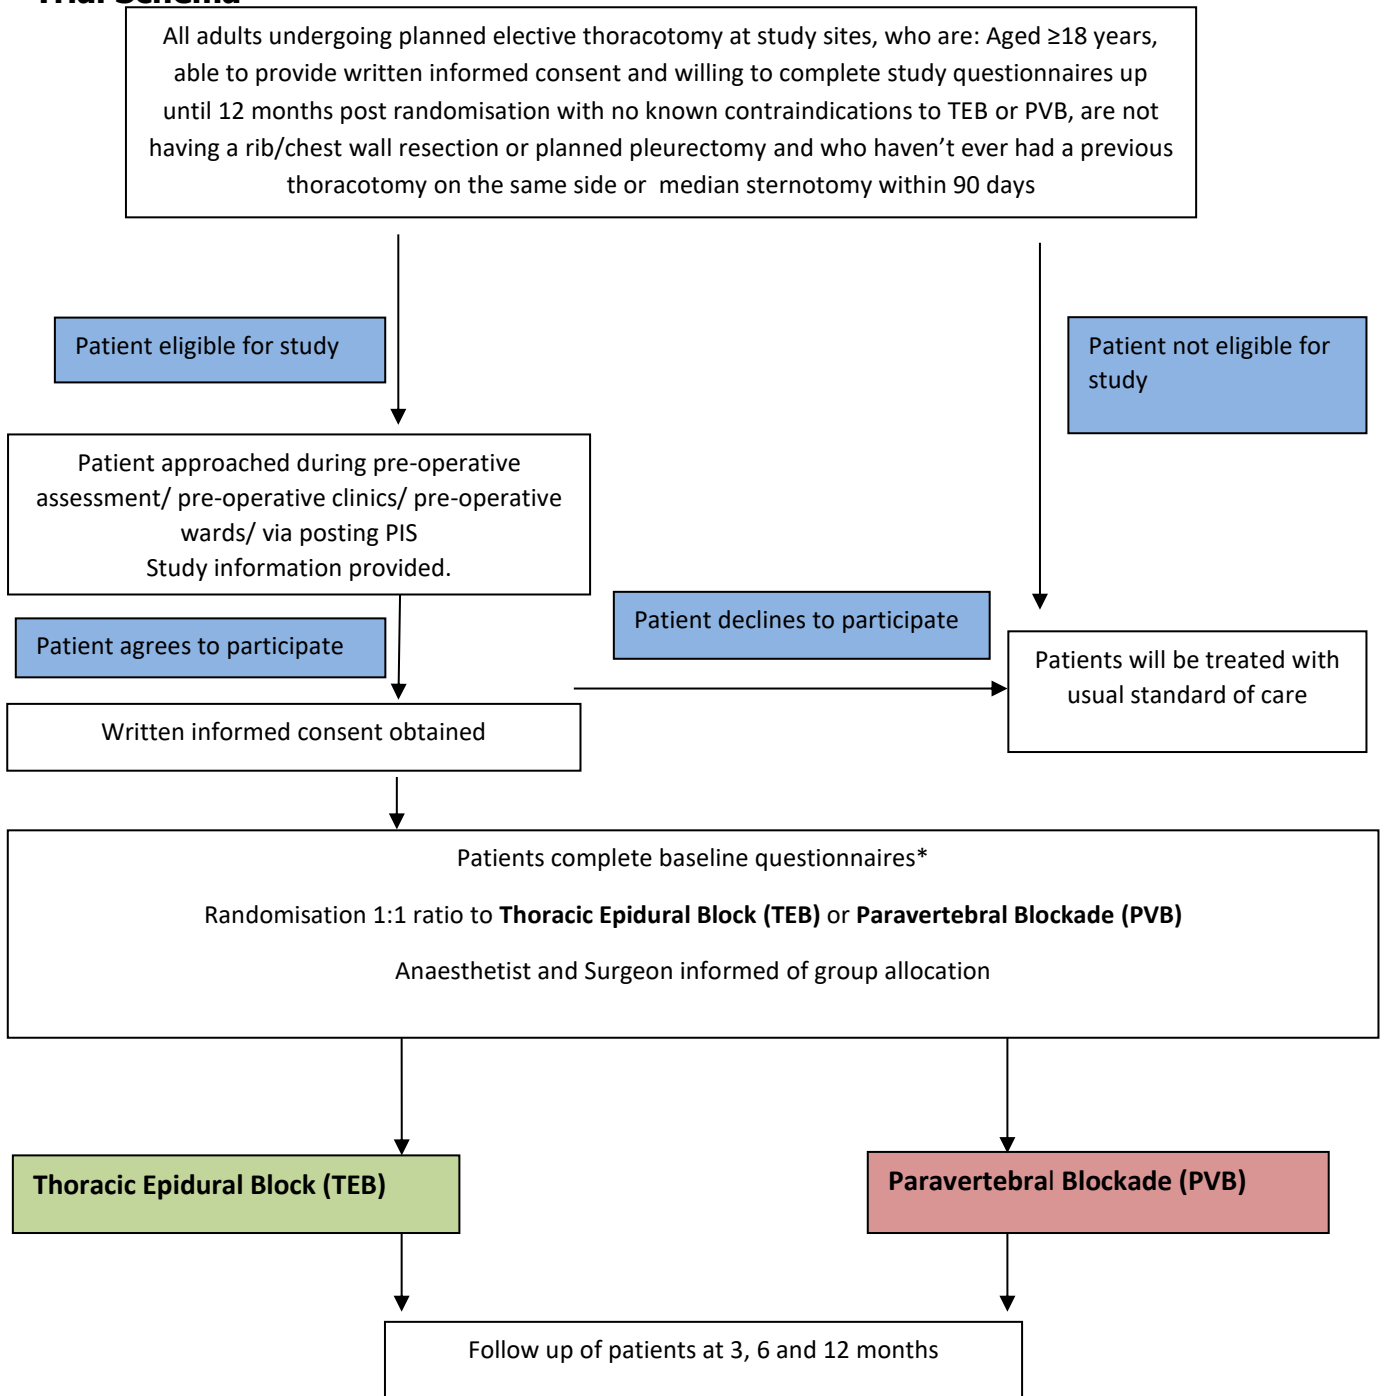 Trial Schema
All adults undergoing planned elective thoracotomy at study sites, who are: Aged ≥18 years,
able to provide written informed consent and willing to complete study questionnaires up
until 12 months post randomisation with no known contraindications to TEB or PVB, are not
having a rib/chest wall resection or planned pleurectomy and who haven’t ever had a previous
thoracotomy on the same side or  median sternotomy within 90 days
Patient eligible for study
Patient not eligible for
study
Patient approached during pre-operative
assessment/ pre-operative clinics/ pre-operative
wards/ via posting PIS
Study information provided.
Patient agrees to participate
Patient declines to participate
Patients will be treated with
usual standard of care
Written informed consent obtained
Patients complete baseline questionnaires*
Randomisation 1:1 ratio to Thoracic Epidural Block (TEB) or Paravertebral Blockade (PVB)
Anaesthetist and Surgeon informed of group allocation
Thoracic Epidural Block (TEB)
Paravertebral Blockade (PVB)
Follow up of patients at 3, 6 and 12 months